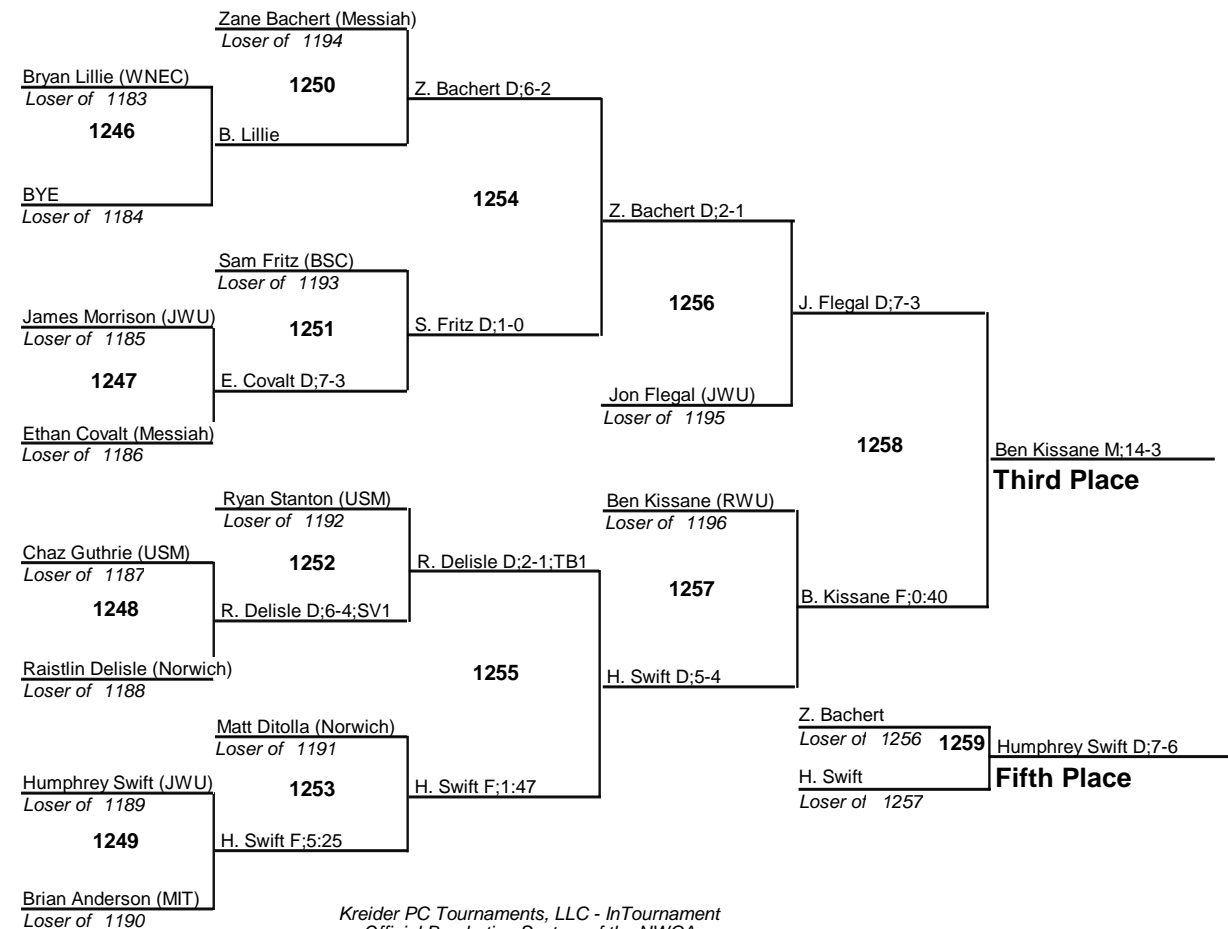 Zane Bachert (Messiah)
Loser of 1194
Bryan Lillie (WNEC)
Loser of 1183
1250
Z. Bachert D;6-2
1246
B. Lillie
BYE
Loser of 1184
1254
Z. Bachert D;2-1
Sam Fritz (BSC)
Loser of 1193
James Morrison (JWU)
Loser of 1185
1251
S. Fritz D;1-0
1256
J. Flegal D;7-3
1247
E. Covalt D;7-3
Jon Flegal (JWU)
Loser of 1195
Ethan Covalt (Messiah)
Loser of 1186
1258
Ben Kissane M;14-3
Third Place
Ryan Stanton (USM)
Loser of 1192
Ben Kissane (RWU)
Loser of 1196
Chaz Guthrie (USM)
Loser of 1187
1252
R. Delisle D;2-1;TB1
1257
B. Kissane F;0:40
1248
R. Delisle D;6-4;SV1
Raistlin Delisle (Norwich)
Loser of 1188
1255
H. Swift D;5-4
Matt Ditolla (Norwich)
Loser of 1191
Z. Bachert
Loser of 1256
1259
Humphrey Swift D;7-6
Fifth Place
H. Swift
Loser of 1257
Humphrey Swift (JWU)
Loser of 1189
1253
H. Swift F;1:47
1249
H. Swift F;5:25
Brian Anderson (MIT)
Loser of 1190
Kreider PC Tournaments, LLC - InTournament